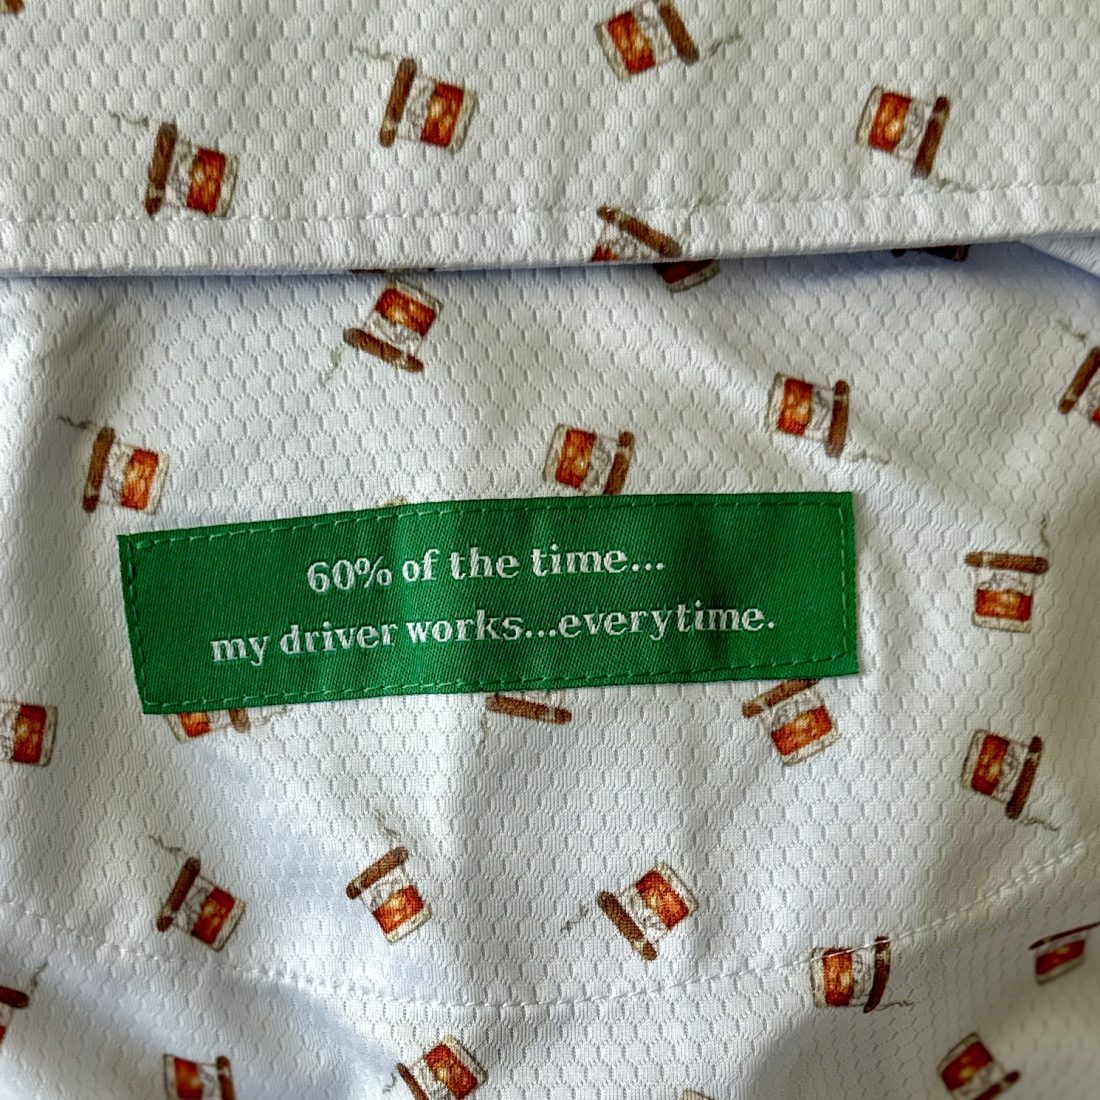 60% of the time...
my driver works...everytime.